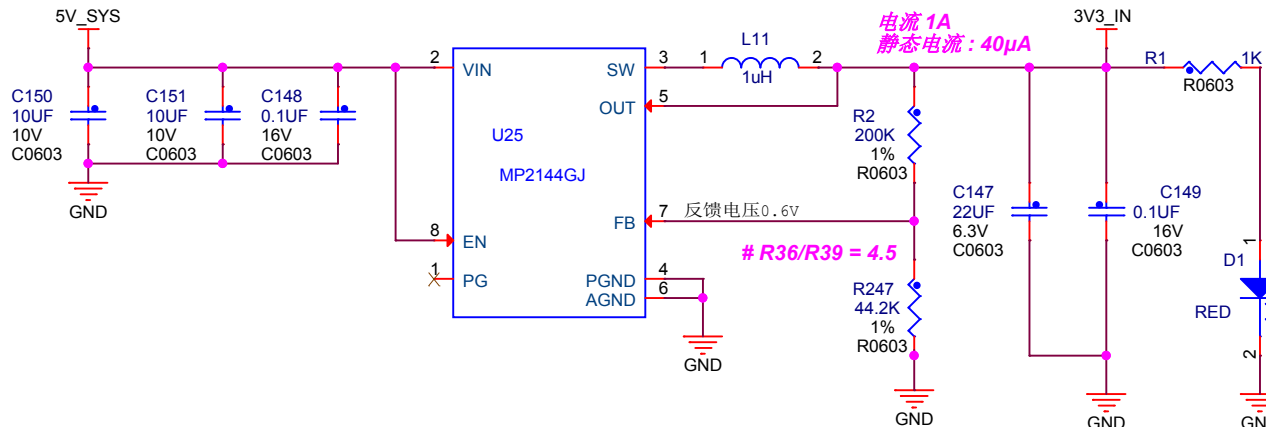 5V_SYS
C150
10UF
10V
C0603
C151
10UF
10V
C0603
C148
0.1UF
16V
C0603
GND
2
VIN
8
EN
1
PG
U25
MP2144GJ
SW
3
OUT
5
FB
7
PGND
4
AGND
6
GND
1
L11
2
1uH
电流 1A
静态电流 : 40µA
反馈电压0.6V
# R36/R39 = 4.5
R2
200K
1%
R0603
R247
44.2K
1%
R0603
GND
C147
22UF
6.3V
C0603
3V3_IN
C149
0.1UF
16V
C0603
GND
R1
1K
R0603
1
D1
RED
2